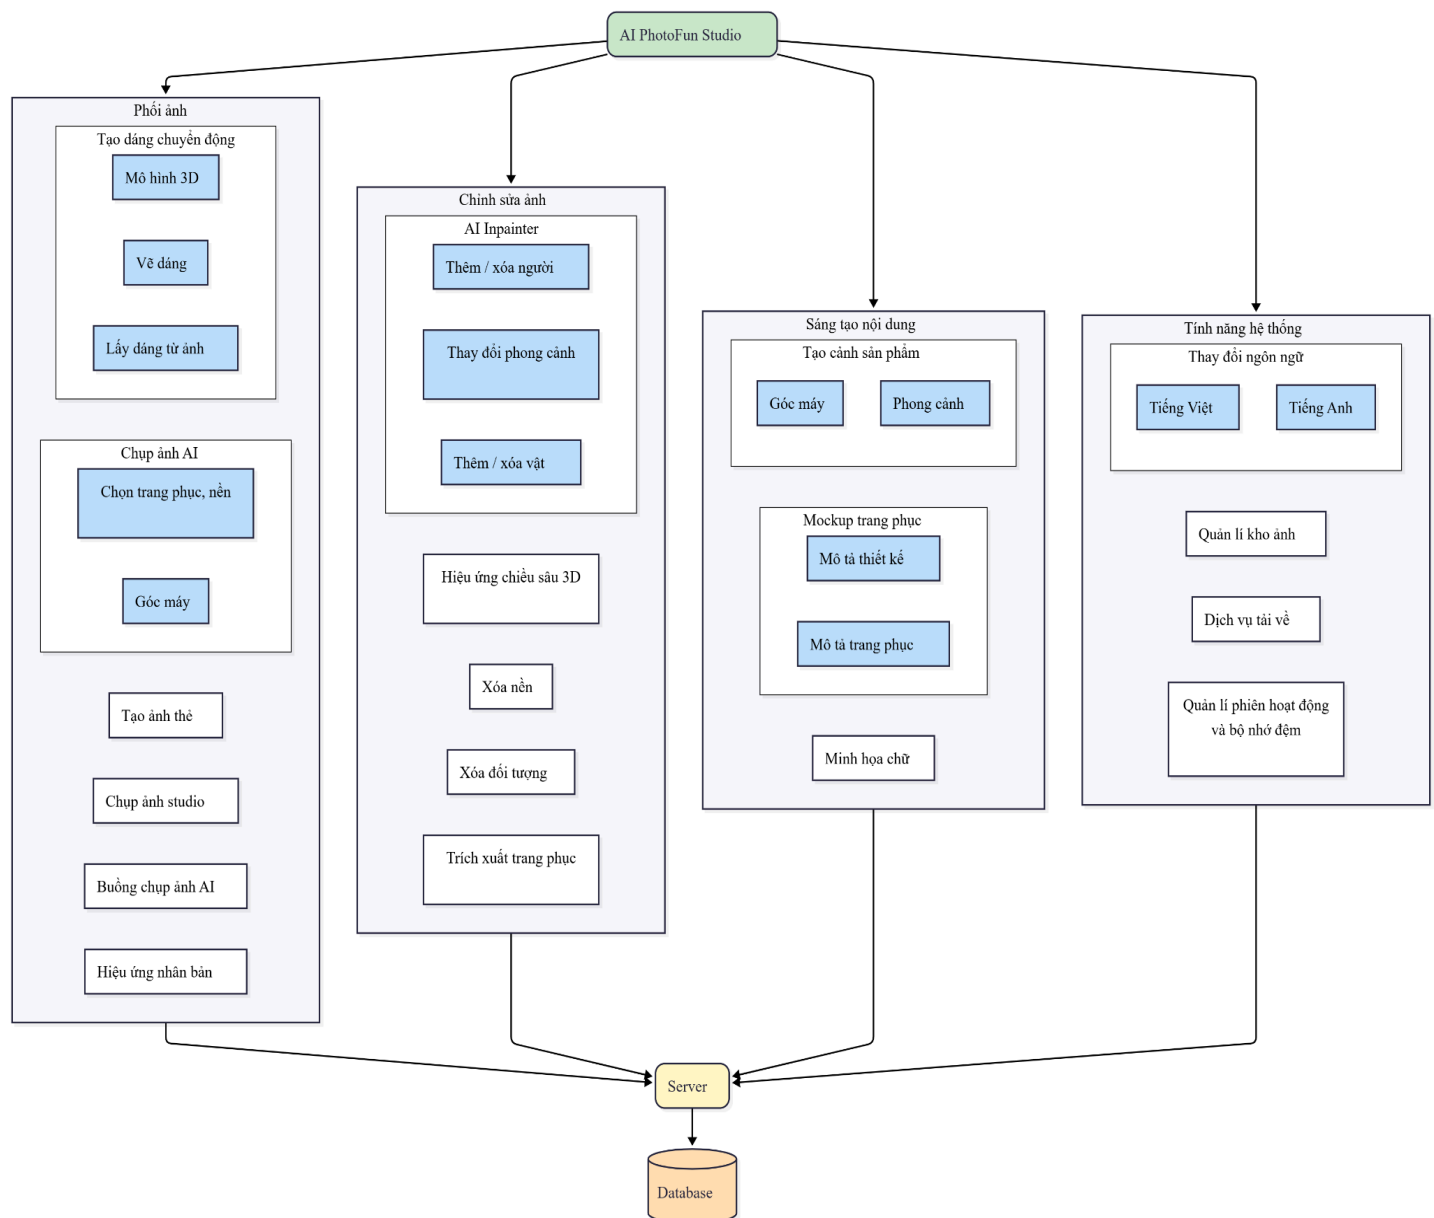 AI PhotoFun Studio
Phối ảnh
Tạo dáng chuyển động
Mô hình 3D
Vẽ dáng
Lấy dáng từ ảnh
Chụp ảnh AI
Chọn trang phục, nền
Góc máy
Tạo ảnh thẻ
Chụp ảnh studio
Buồng chụp ảnh AI
Hiệu ứng nhân bản
Chỉnh sửa ảnh
AI Inpainter
Thêm / xóa người
Thay đổi phong cảnh
Thêm / xóa vật
Hiệu ứng chiều sâu 3D
Xóa nền
Xóa đối tượng
Trích xuất trang phục
Sáng tạo nội dung
Tạo cảnh sản phẩm
Góc máy
Phong cảnh
Mockup trang phục
Mô tả thiết kế
Mô tả trang phục
Minh họa chữ
Tính năng hệ thống
Thay đổi ngôn ngữ
Tiếng Việt
Tiếng Anh
Quản lí kho ảnh
Dịch vụ tải về
Quản lí phiên hoạt động
và bộ nhớ đệm
Server
Database